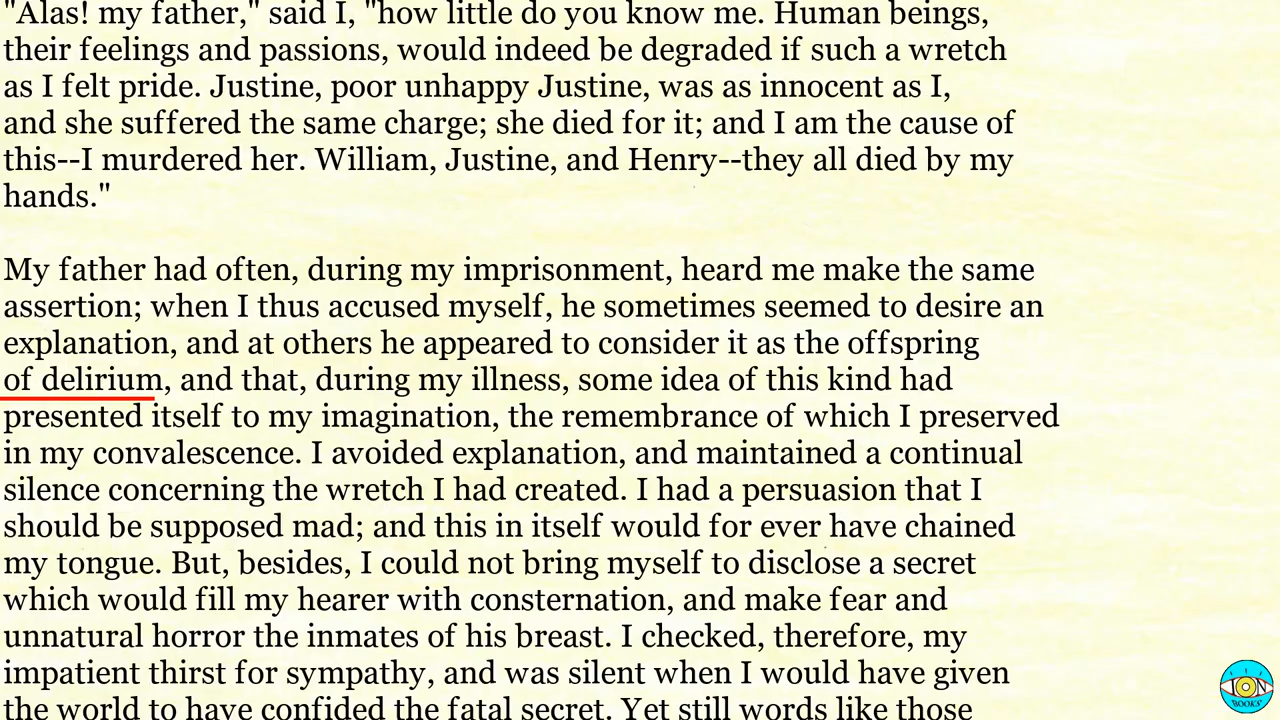 "Alas! my father," said I, "how little do you know me. Human beings,
their feelings and passions, would indeed be degraded if such a wretch
as I felt pride. Justine, poor unhappy Justine, was as innocent as I,
and she suffered the same charge; she died for it; and I am the cause of
this--I murdered her. William, Justine, and Henry--they all died by my
hands."
My father had often, during my imprisonment, heard me make the same
assertion; when I thus accused myself, he sometimes seemed to desire an
explanation, and at others he appeared to consider it as the offspring
of delirium, and that, during my illness, some idea of this kind had
presented itself to my imagination, the remembrance of which I preserved
in my convalescence. I avoided explanation, and maintained a continual
silence concerning the wretch I had created. I had a persuasion that I
should be supposed mad; and this in itself would for ever have chained
my tongue. But, besides, I could not bring myself to disclose a secret
which would fill my hearer with consternation, and make fear and
unnatural horror the inmates of his breast. I checked, therefore, my
impatient thirst for sympathy, and was silent when I would have given
the world to have confided the fatal secret. Yet still words like those
ION
BOOKS